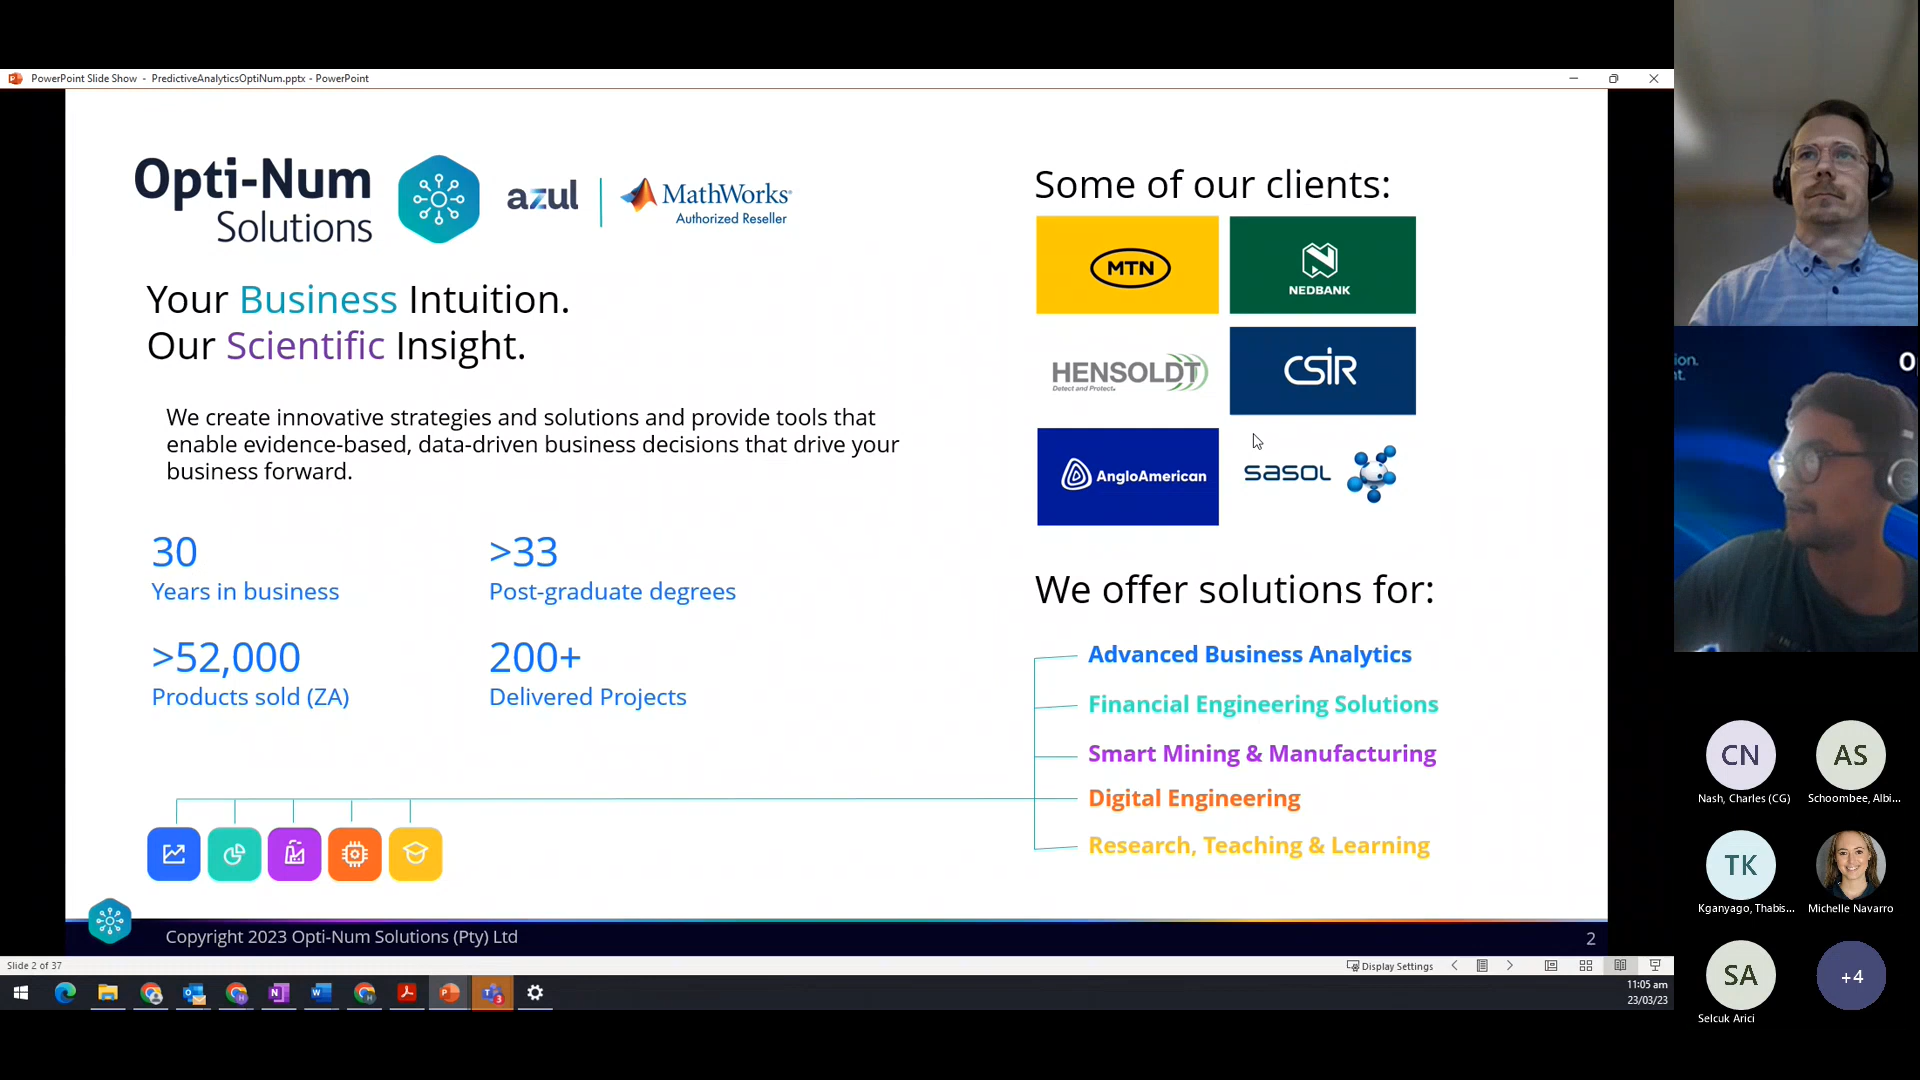 PowerPoint Slide Show - PredictiveAnalyticsOptiNum.pptx - PowerPoint
Opti-Num
Solutions
azul
MathWorks®
Authorized Reseller
Your Business Intuition.
Our Scientific Insight.
We create innovative strategies and solutions and provide tools that
enable evidence-based, data-driven business decisions that drive your
business forward.
30
Years in business
>33
Post-graduate degrees
>52,000
Products sold (ZA)
200+
Delivered Projects
Some of our clients:
MTN
NEDBANK
HENSOLDT
Detect and Protect.
CSIR
AngloAmerican
sasol
We offer solutions for:
Advanced Business Analytics
Financial Engineering Solutions
Smart Mining & Manufacturing
Digital Engineering
Research, Teaching & Learning
Copyright 2023 Opti-Num Solutions (Pty) Ltd
2
Slide 2 of 37
Display Settings
11:05 am
23/03/23
ion.
t.
O
CN
Nash, Charles (CG)
AS
Schoombee, Albi...
TK
Kganyago, Thabis...
Michelle Navarro
SA
Selcuk Arici
+4